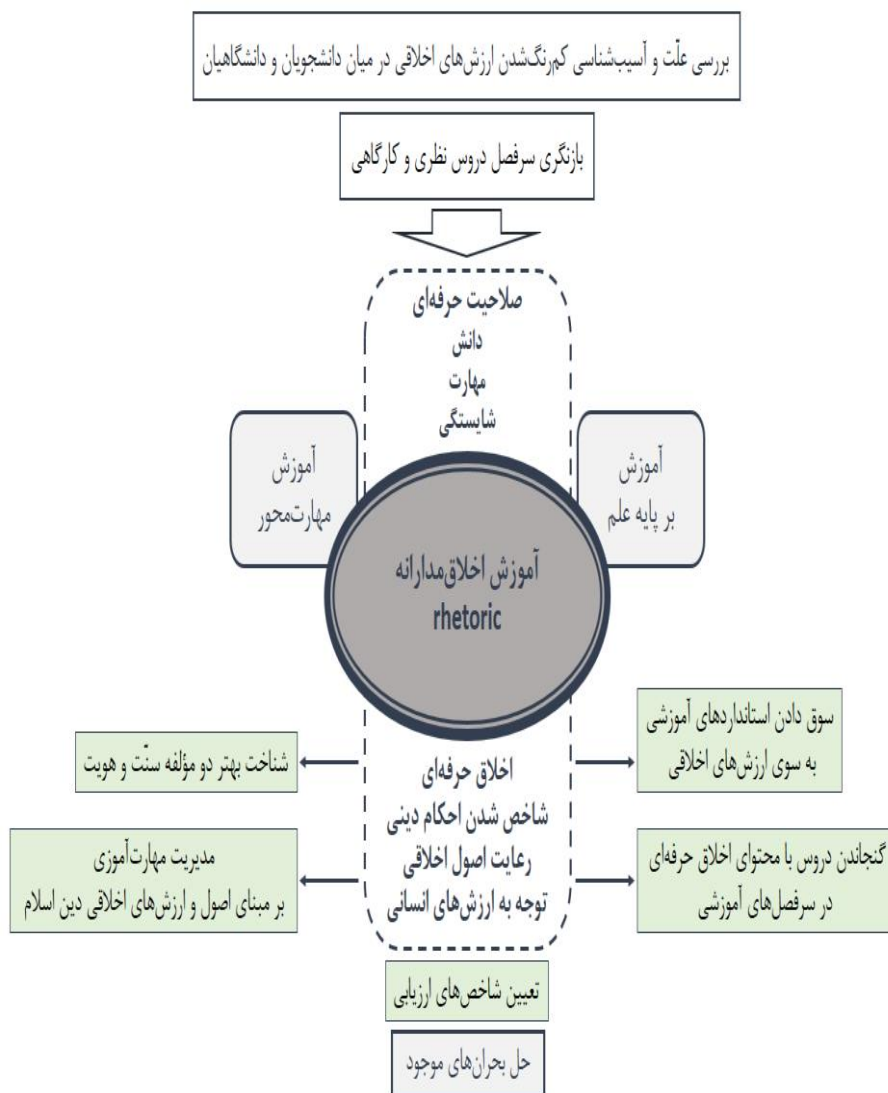 بررسی علّت و آسیب‌شناسی کم‌رنگ‌شدن ارزش‌های اخلاقی در میان دانشجویان و دانشگاهیان
بازنگری سرفصل دروس نظری و کارگاهی
صلاحیت حرفه‌ای
دانش
مهارت
شایستگی
آموزش
بر پایه علم
آموزش
مهارت‌محور
آموزش اخلاق‌مدارانه
rhetoric
سوق دادن استانداردهای آموزشی
به سوی ارزش‌های اخلاقی
شناخت بهتر دو مؤلفه سنّت و هویت
اخلاق حرفه‌ای
شاخص شدن احکام دینی
رعایت اصول اخلاقی
توجه به ارزش‌های انسانی
گنجاندن دروس با محتوای اخلاق حرفه‌ای
در سرفصل‌های آموزشی
مدیریت مهارت‌آموزی
بر مبنای اصول و ارزش‌های اخلاقی دین اسلام
تعیین شاخص‌های ارزیابی
حل بحران‌های موجود